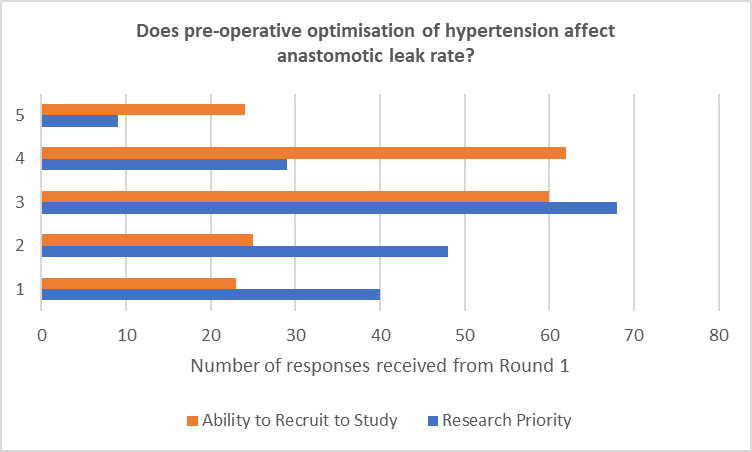 Does pre-operative optimisation of hypertension affect
anastomotic leak rate?
5
4
3
2
1
0 10 20 30 40 50 60 70 80
Number of responses received from Round 1
Ability to Recruit to Study Research Priority